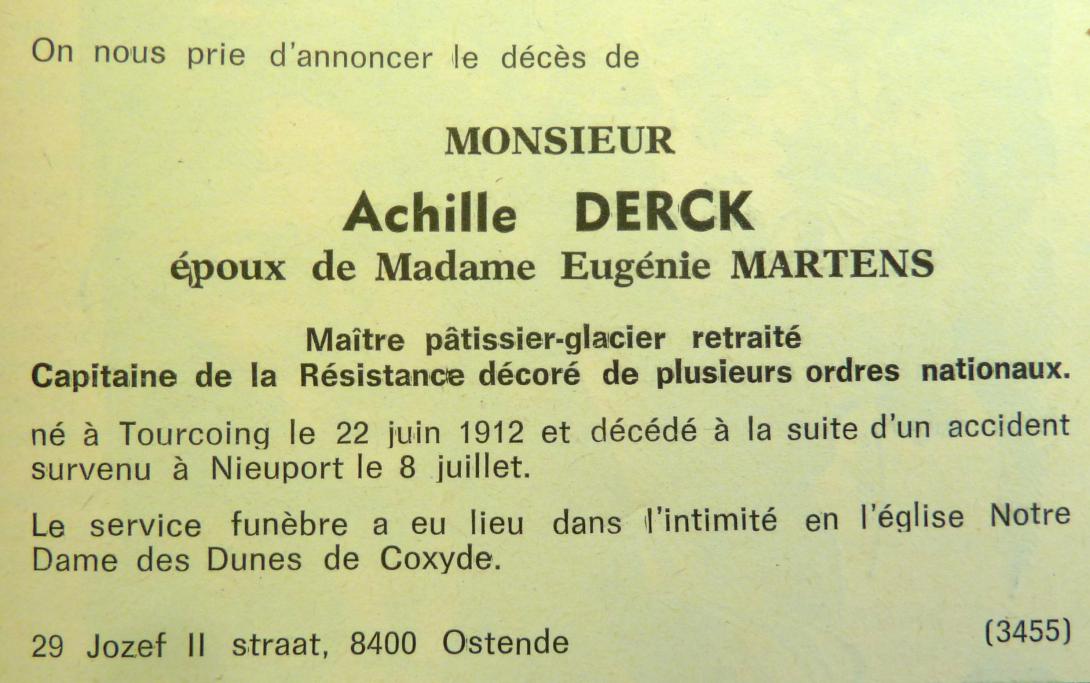 On nous prie d'annoncer le décès de
MONSIEUR
Achille DERCK
époux de Madame Eugénie MARTENS
Maître pâtissier-glacier retraité
Capitaine de la Résistance décoré de plusieurs ordres nationaux.
né à Tourcoing le 22 juin 1912 et décédé à la suite d'un accident
survenu à Nieuport le 8 juillet.
Le service funèbre a eu lieu dans l'intimité en l'église Notre
Dame des Dunes de Coxyde.
29 Jozef II straat, 8400 Ostende (3455)